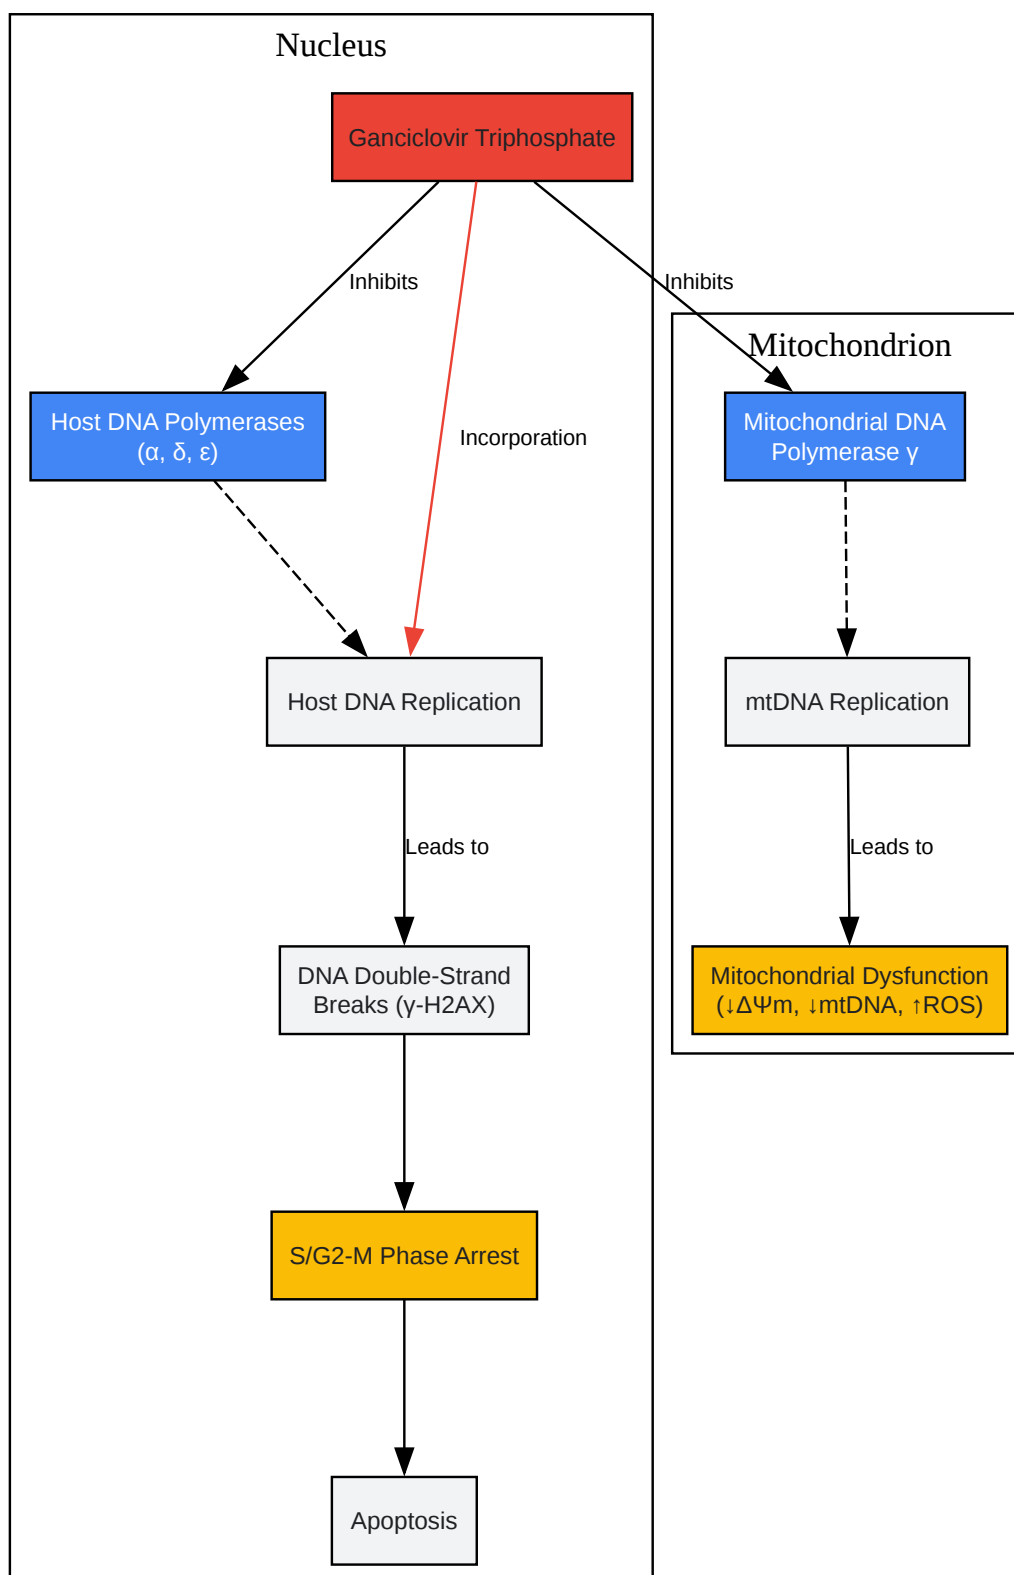 Nucleus
Ganciclovir Triphosphate
Inhibits
Inhibits
Mitochondrion
Host DNA Polymerases
(α, δ, ε)
Incorporation
Mitochondrial DNA
Polymerase γ
Host DNA Replication
mtDNA Replication
Leads to
Leads to
DNA Double-Strand
Breaks (γ-H2AX)
Mitochondrial Dysfunction
(↓ΔΨm, ↓mtDNA, ↑ROS)
S/G2-M Phase Arrest
Apoptosis